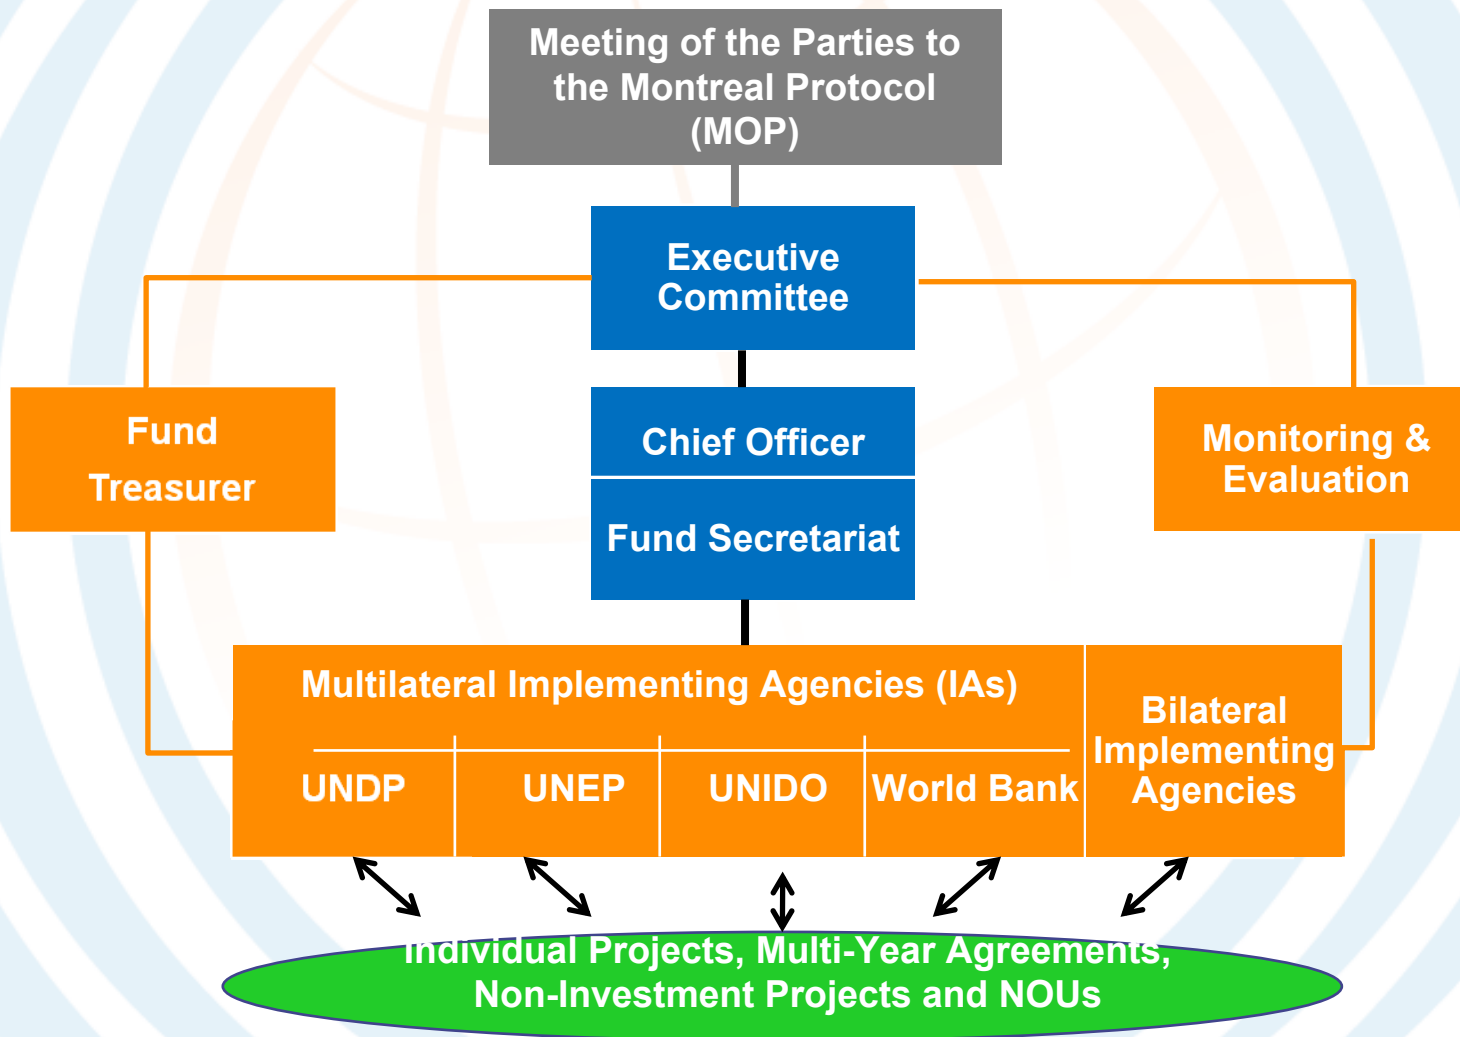 Meeting of the Parties to
the Montreal Protocol
(MOP)
Executive
Committee
Fund
Treasurer
Chief Officer
Fund Secretariat
Monitoring &
Evaluation
Multilateral Implementing Agencies (IAs)
UNDP
UNEP
UNIDO
World Bank
Bilateral
Implementing
Agencies
Individual Projects, Multi-Year Agreements,
Non-Investment Projects and NOUs